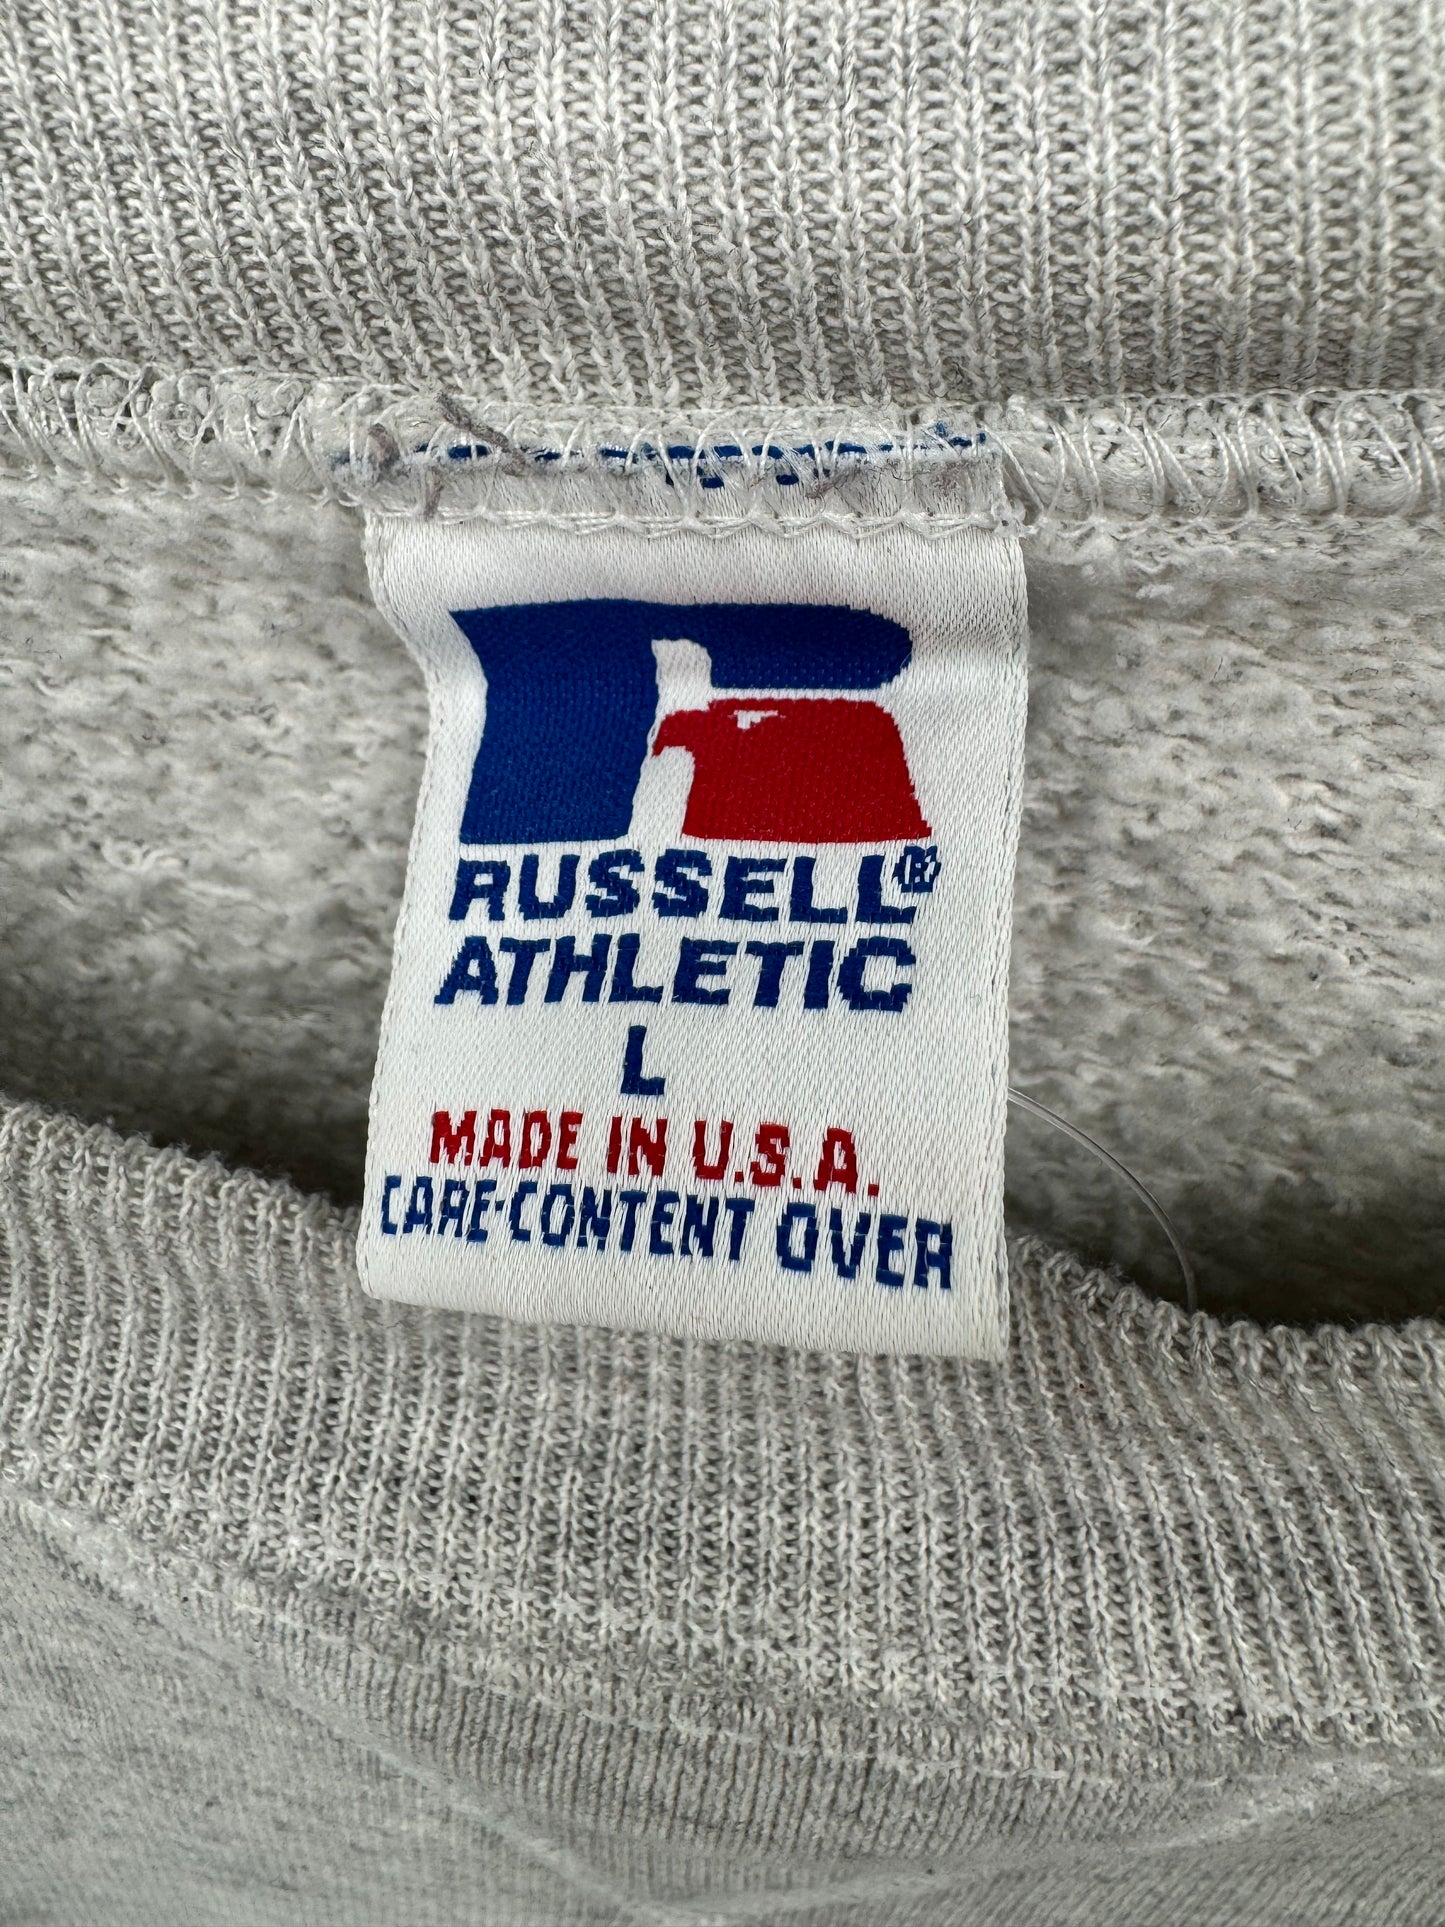 RUSSELL®
ATHLETIC
L
MADE IN U.S.A.
CARE-CONTENT OVER